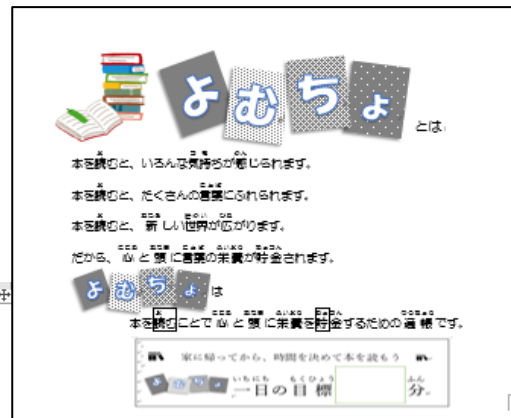 よむちょ とは
本を読むと、いろんな気持ちが感じられます。
本を読むと、たくさんの言葉にふれられます。
本を読むと、新しい世界が広がります。
だから、心と頭に言葉の栄養が貯金されます。
よむちょ は
本を読むことで心と頭に栄養を貯金するための通帳です。
家に帰ってから、時間を決めて本を読もう
よむちょ 一日の目標 分